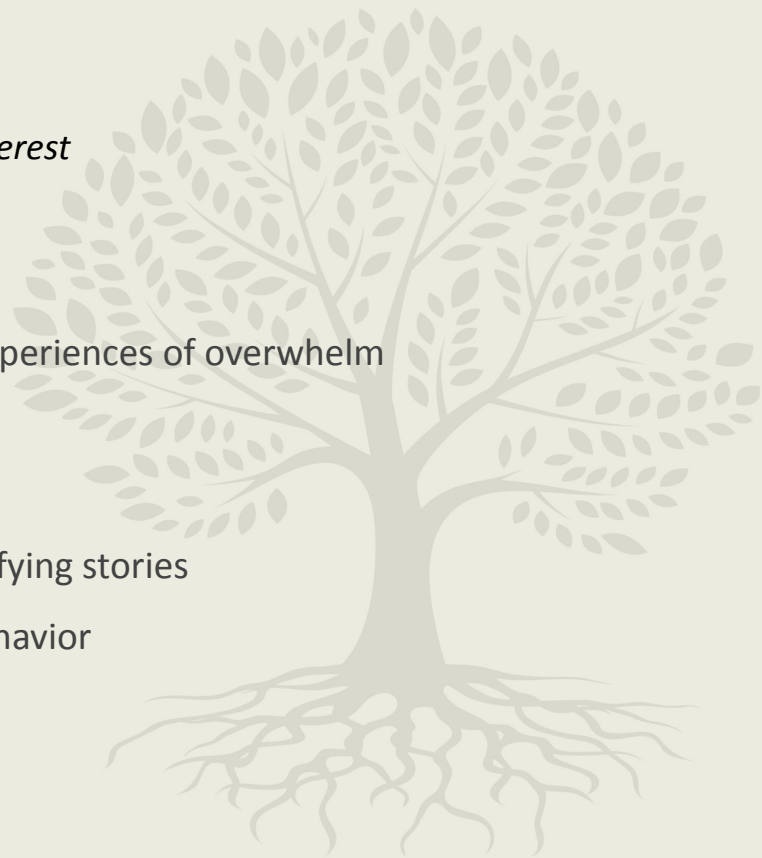 erest
periences of overwhelm
fying stories
navior